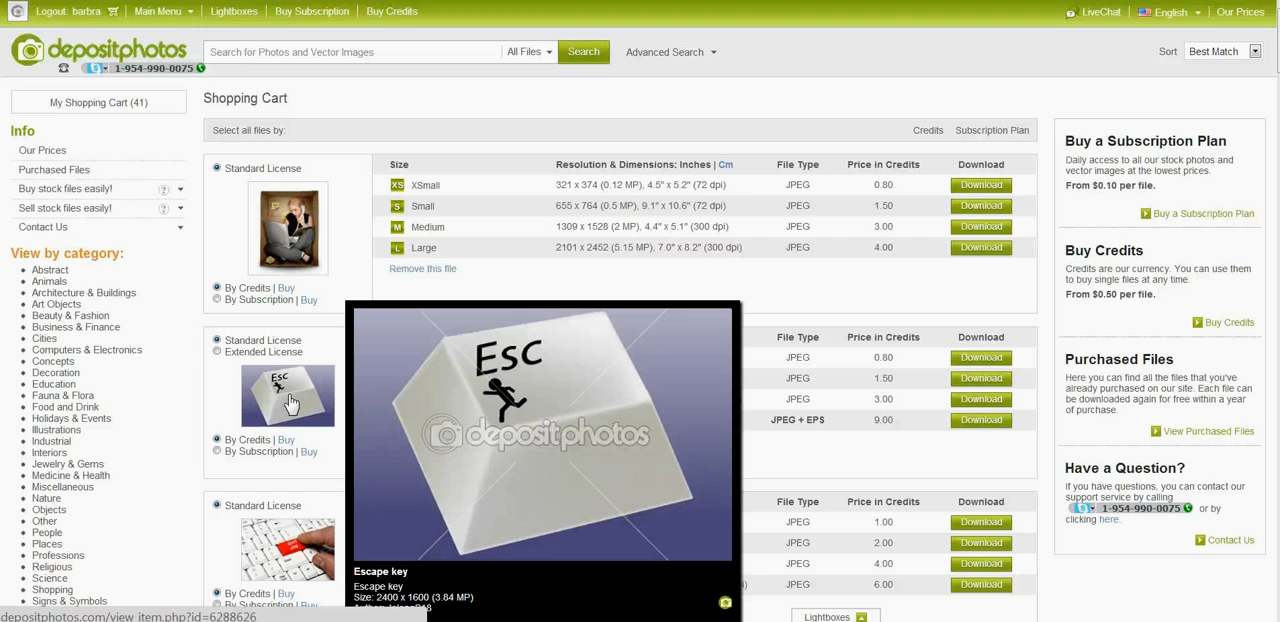 Logout: barbra Main Menu Lightboxes Buy Subscription Buy Credits LiveChat English Our Prices
depositphotos Search for Photos and Vector Images All Files Search Advanced Search Sort Best Match
1-954-990-0075
My Shopping Cart (41)
Info
Our Prices
Purchased Files
Buy stock files easily! ?
Sell stock files easily! ?
Contact Us
View by category:
Abstract
Animals
Architecture & Buildings
Art Objects
Beauty & Fashion
Business & Finance
Cities
Computers & Electronics
Concepts
Decoration
Education
Fauna & Flora
Food and Drink
Holidays & Events
Illustrations
Industrial
Interiors
Jewelry & Gems
Medicine & Health
Miscellaneous
Nature
Objects
Other
People
Places
Professions
Religious
Science
Shopping
Signs & Symbols
depositphotos.com/view_item.php?id=6288626
Shopping Cart
Select all files by: Credits Subscription Plan
Standard License
By Credits | Buy
By Subscription | Buy
Size Resolution & Dimensions: Inches | Cm File Type Price in Credits Download
XS XSmall 321 x 374 (0.12 MP), 4.5" x 5.2" (72 dpi) JPEG 0.80 Download
S Small 655 x 764 (0.5 MP), 9.1" x 10.6" (72 dpi) JPEG 1.50 Download
M Medium 1309 x 1528 (2 MP), 4.4" x 5.1" (300 dpi) JPEG 3.00 Download
L Large 2101 x 2452 (5.15 MP), 7.0" x 8.2" (300 dpi) JPEG 4.00 Download
Remove this file
Standard License
Extended License
Esc
By Credits | Buy
By Subscription | Buy
File Type Price in Credits Download
JPEG 0.80 Download
JPEG 1.50 Download
JPEG 3.00 Download
JPEG + EPS 9.00 Download
Esc
depositphotos
Escape key
Escape key
Size: 2400 x 1600 (3.84 MP)
Standard License
By Credits | Buy
By Subscription | Buy
File Type Price in Credits Download
JPEG 1.00 Download
JPEG 2.00 Download
JPEG 4.00 Download
JPEG 6.00 Download
Lightboxes
Buy a Subscription Plan
Daily access to all our stock photos and
vector images at the lowest prices.
From $0.10 per file.
Buy a Subscription Plan
Buy Credits
Credits are our currency. You can use them
to buy single files at any time.
From $0.50 per file.
Buy Credits
Purchased Files
Here you can find all the files that you've
already purchased on our site. Each file can
be downloaded again for free within a year
of purchase.
View Purchased Files
Have a Question?
If you have questions, you can contact our
support service by calling
1-954-990-0075 or by
clicking here.
Contact Us